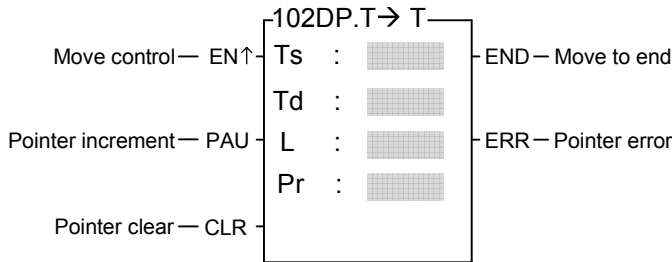 102DP.T→ T
Move control — EN↑ Ts : END — Move to end
Td :
Pointer increment — PAU L : ERR — Pointer error
Pr :
Pointer clear — CLR